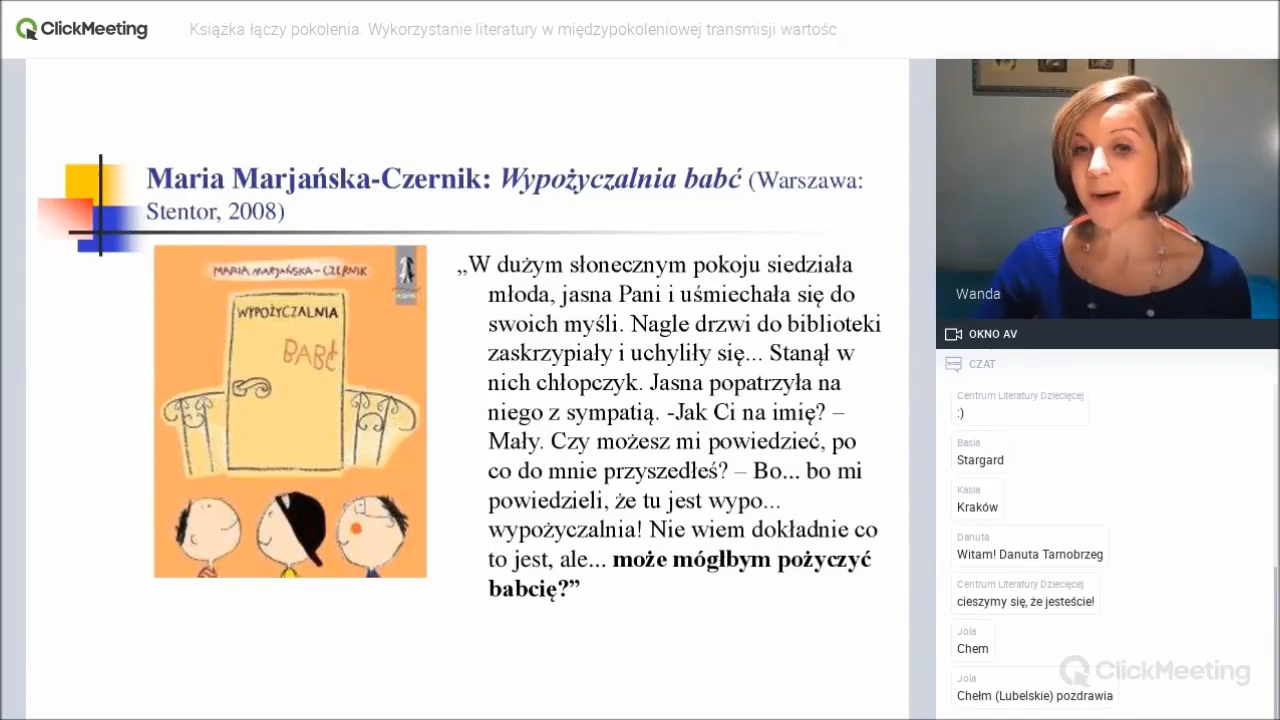 ClickMeeting
Książka łączy pokolenia. Wykorzystanie literatury w międzypokoleniowej transmisji wartośc
Maria Marjańska-Czernik: Wypożyczalnia babć (Warszawa:
Stentor, 2008)
MARIA MARJAŃSKA-CZERNIK
WYPOŻYCZALNIA
BABĆ
„W dużym słonecznym pokoju siedziała
młoda, jasna Pani i uśmiechała się do
swoich myśli. Nagle drzwi do biblioteki
zaskrzypiały i uchyliły się... Stanął w
nich chłopczyk. Jasna popatrzyła na
niego z sympatią. -Jak Ci na imię? –
Mały. Czy możesz mi powiedzieć, po
co do mnie przyszedłeś? – Bo... bo mi
powiedzieli, że tu jest wypo...
wypożyczalnia! Nie wiem dokładnie co
to jest, ale... może mógłbym pożyczyć
babcię?”
Wanda
OKNO AV
CZAT
Centrum Literatury Dziecięcej
:)
Basia
Stargard
Kasia
Kraków
Danuta
Witam! Danuta Tarnobrzeg
Centrum Literatury Dziecięcej
cieszymy się, że jesteście!
Jola
Chem
Jola
Chełm (Lubelskie) pozdrawia
ClickMeeting